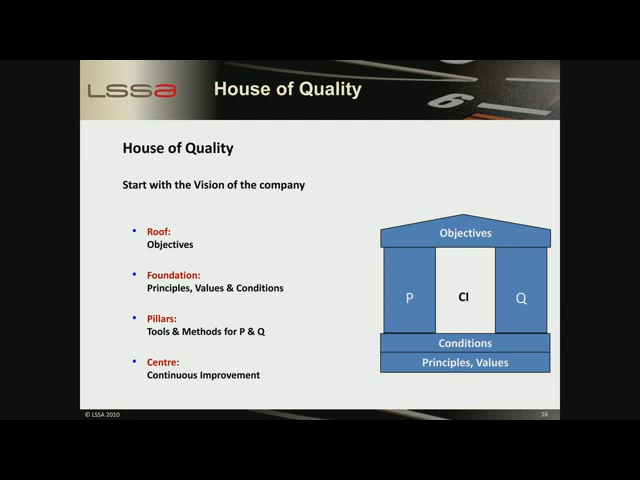 LSSa
House of Quality
6
House of Quality
Start with the Vision of the company
• Roof:
Objectives
• Foundation:
Principles, Values & Conditions
• Pillars:
Tools & Methods for P & Q
• Centre:
Continuous Improvement
Objectives
P
CI
Q
Conditions
Principles, Values
© LSSA 2010
16